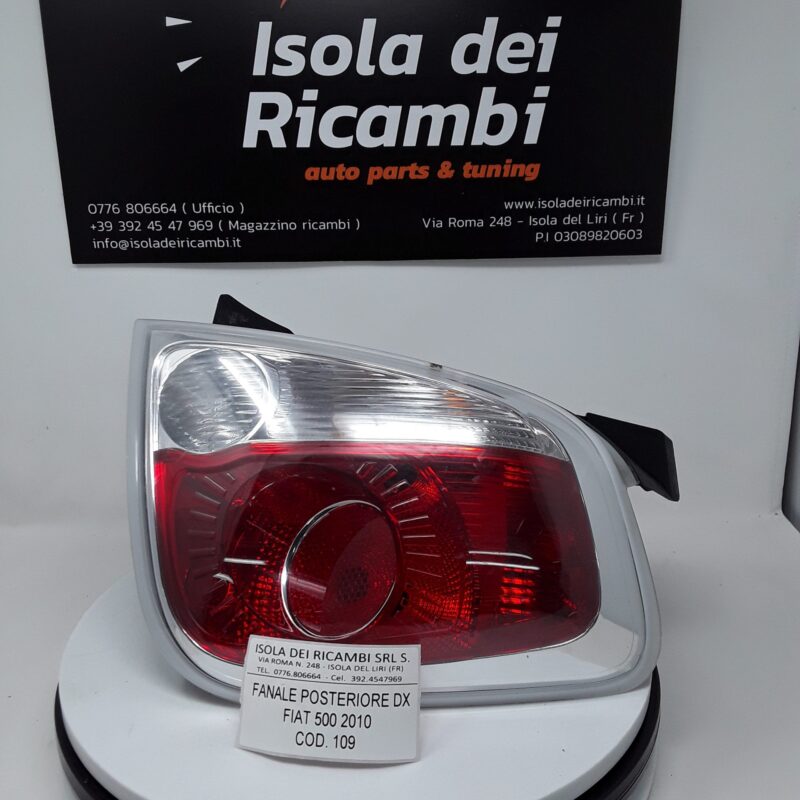 Isola dei
Ricambi
auto parts & tuning
0776 806664 ( Ufficio )
+39 392 45 47 969 ( Magazzino ricambi )
info@isoladeiricambi.it
www.isoladeiricambi.it
Via Roma 248 - Isola del Liri ( Fr )
P.I 03089820603
ISOLA DEI RICAMBI SRL S.
VIA ROMA N. 248 - ISOLA DEL LIRI (FR)
TEL. 0776.806664 - Cel. 392.4547969
FANALE POSTERIORE DX
FIAT 500 2010
COD. 109